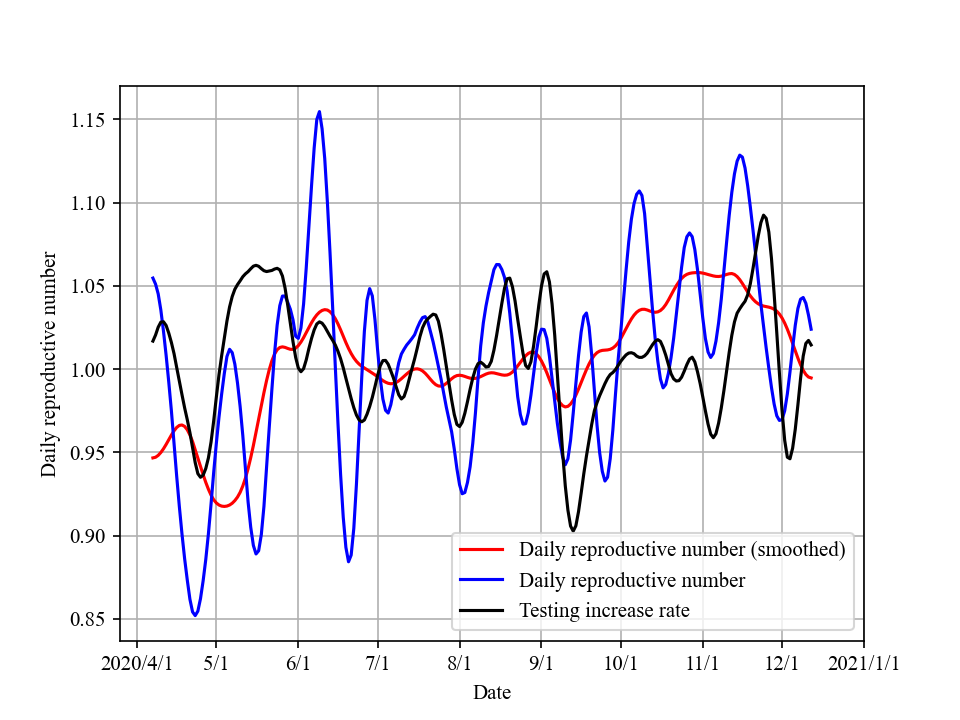 Daily reproductive number
1.15
1.10
1.05
1.00
0.95
0.90
0.85
Daily reproductive number (smoothed)
Daily reproductive number
Testing increase rate
2020/4/1 5/1 6/1 7/1 8/1 9/1 10/1 11/1 12/1 2021/1/1
Date